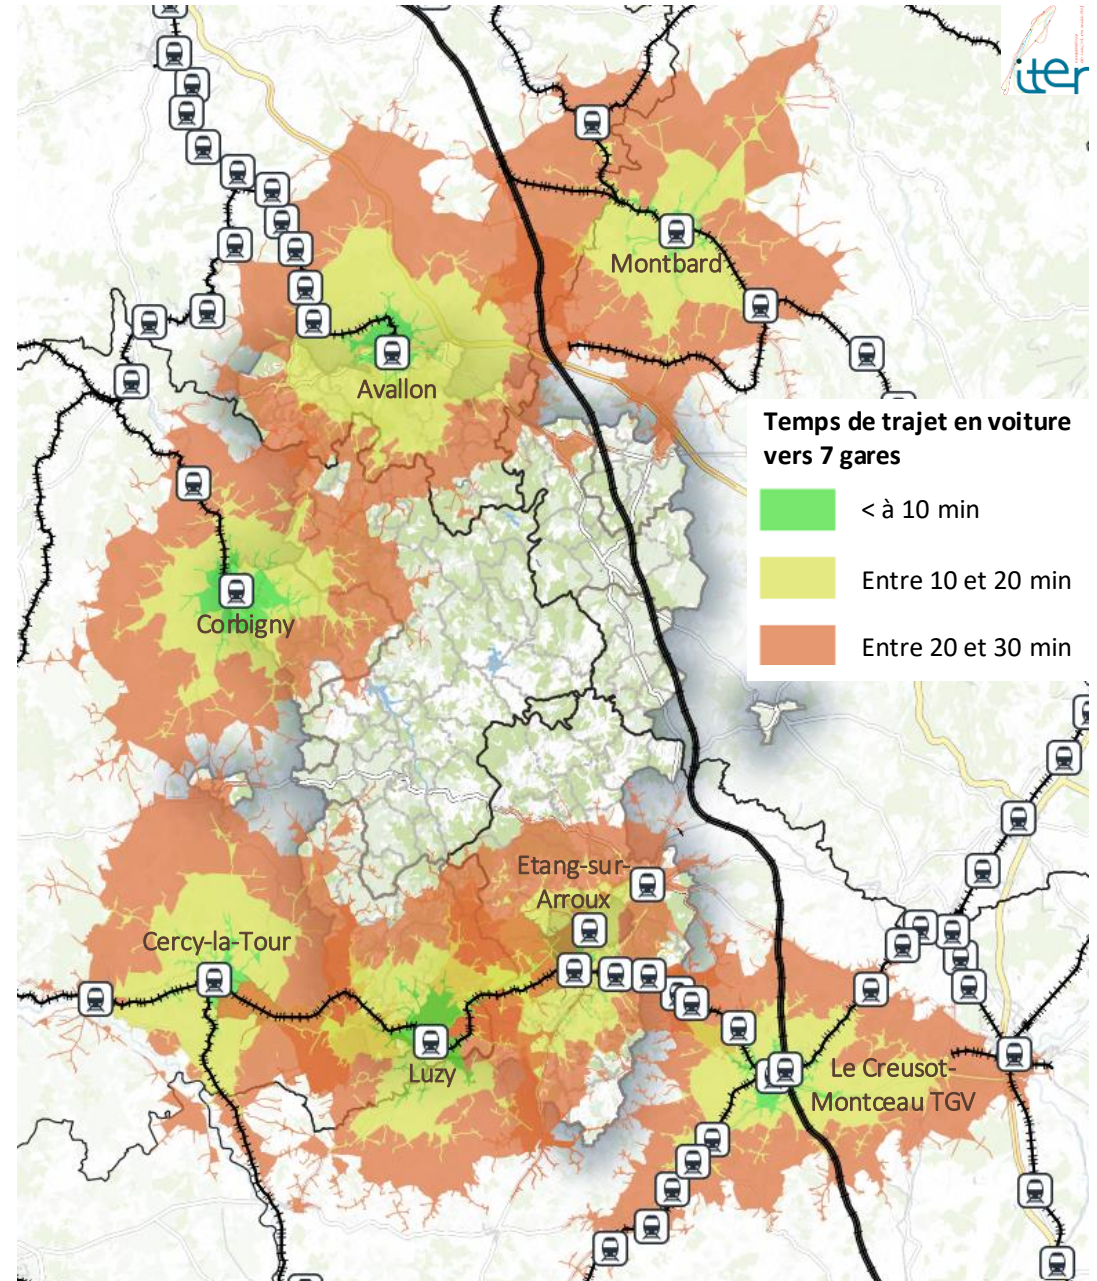 iter
Montbard
Avallon
Temps de trajet en voiture
vers 7 gares
< à 10 min
Entre 10 et 20 min
Entre 20 et 30 min
Corbigny
Etang-sur-
Arroux
Cercy-la-Tour
Luzy
Le Creusot-
Montceau TGV